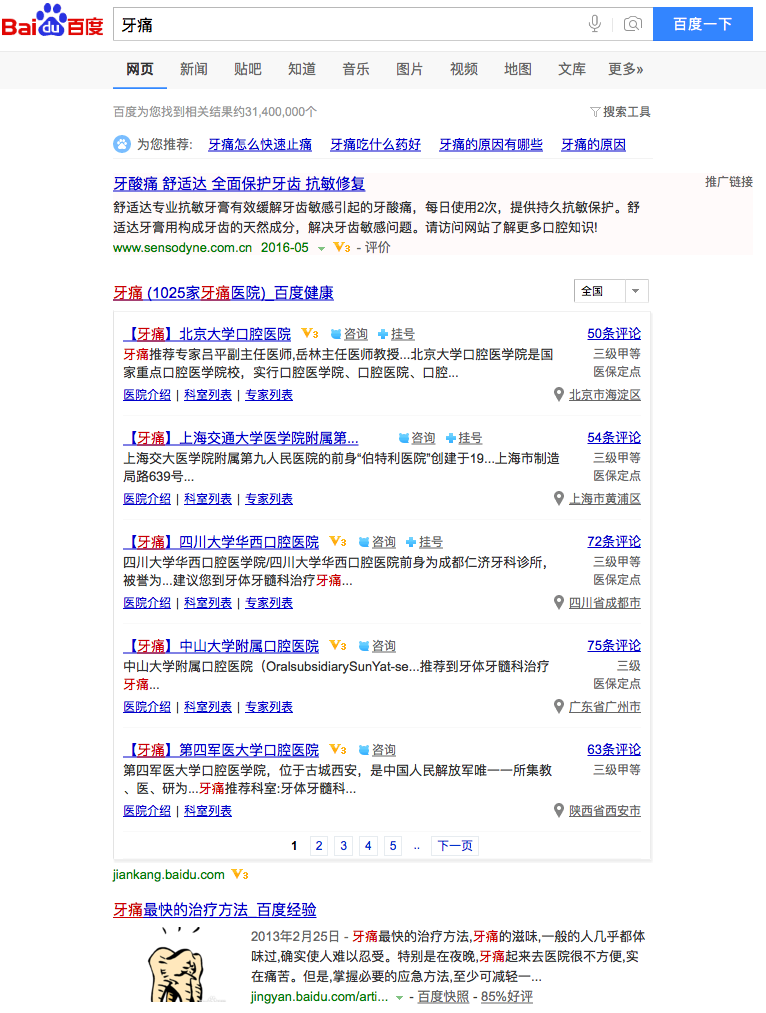 Bai du 百度 牙痛 百度一下
网页 新闻 贴吧 知道 音乐 图片 视频 地图 文库 更多»
百度为您找到相关结果约31,400,000个 搜索工具
为您推荐: 牙痛怎么快速止痛 牙痛吃什么药好 牙痛的原因有哪些 牙痛的原因
牙酸痛 舒适达 全面保护牙齿 抗敏修复 推广链接
舒适达专业抗敏牙膏有效缓解牙齿敏感引起的牙酸痛，每日使用2次，提供持久抗敏保护。舒
适达牙膏用构成牙齿的天然成分，解决牙齿敏感问题。请访问网站了解更多口腔知识!
www.sensodyne.com.cn 2016-05 V3 - 评价
牙痛 (1025家牙痛医院)_百度健康 全国
【牙痛】北京大学口腔医院 V3 咨询 挂号 50条评论
牙痛推荐专家吕平副主任医师,岳林主任医师教授...北京大学口腔医学院是国 三级甲等
家重点口腔医学院校，实行口腔医学院、口腔医院、口腔... 医保定点
医院介绍 | 科室列表 | 专家列表 北京市海淀区
【牙痛】上海交通大学医学院附属第... 咨询 挂号 54条评论
上海交大医学院附属第九人民医院的前身“伯特利医院”创建于19...上海市制造 三级甲等
局路639号... 医保定点
医院介绍 | 科室列表 | 专家列表 上海市黄浦区
【牙痛】四川大学华西口腔医院 V3 咨询 挂号 72条评论
四川大学华西口腔医学院/四川大学华西口腔医院前身为成都仁济牙科诊所， 三级甲等
被誉为...建议您到牙体牙髓科治疗牙痛... 医保定点
医院介绍 | 科室列表 | 专家列表 四川省成都市
【牙痛】中山大学附属口腔医院 V3 咨询 75条评论
中山大学附属口腔医院（OralsubsidiarySunYat-se...推荐到牙体牙髓科治疗 三级
牙痛... 医保定点
医院介绍 | 科室列表 | 专家列表 广东省广州市
【牙痛】第四军医大学口腔医院 V3 咨询 63条评论
第四军医大学口腔医学院，位于古城西安，是中国人民解放军唯一一所集教 三级甲等
、医、研为...牙痛推荐科室:牙体牙髓科...
医院介绍 | 科室列表 陕西省西安市
1 2 3 4 5 .. 下一页
jiankang.baidu.com V3
牙痛最快的治疗方法_百度经验
2013年2月25日 - 牙痛最快的治疗方法,牙痛的滋味,一般的人几乎都体
味过,确实使人难以忍受。特别是在夜晚,牙痛起来去医院很不方便,实
在痛苦。但是,掌握必要的应急方法,至少可减轻一...
jingyan.baidu.com/arti... - 百度快照 - 85%好评